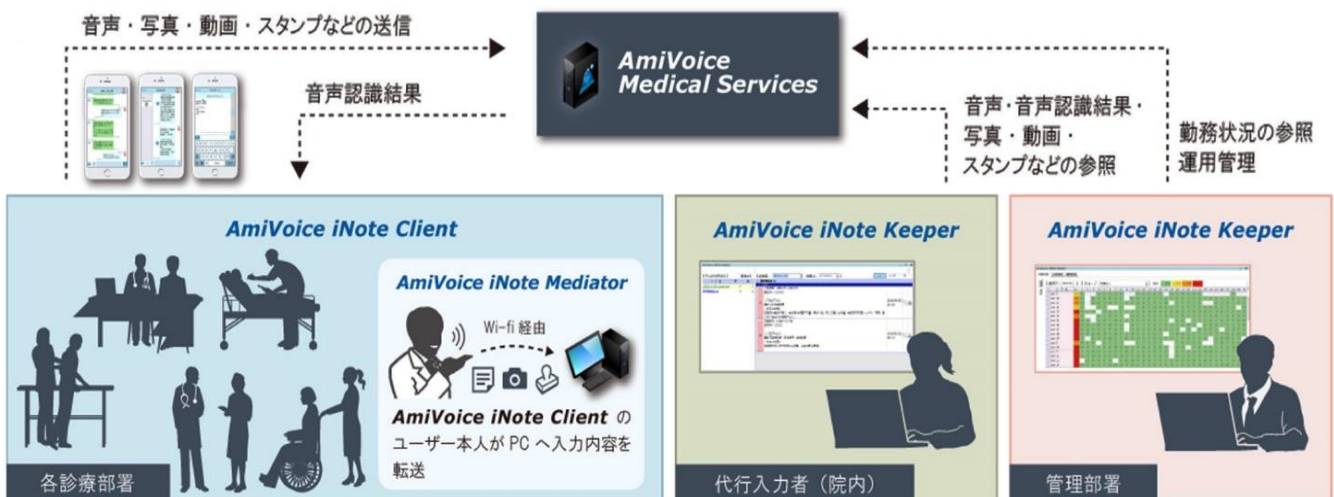 音声・写真・動画・スタンプなどの送信
音声認識結果
AmiVoice
Medical Services
音声・音声認識結果・
写真・動画・
スタンプなどの参照
勤務状況の参照
運用管理
AmiVoice iNote Client
AmiVoice iNote Mediator
Wi-fi 経由
AmiVoice iNote Client の
ユーザー本人が PC へ入力内容を
転送
各診療部署
AmiVoice iNote Keeper
代行入力者（院内）
AmiVoice iNote Keeper
管理部署